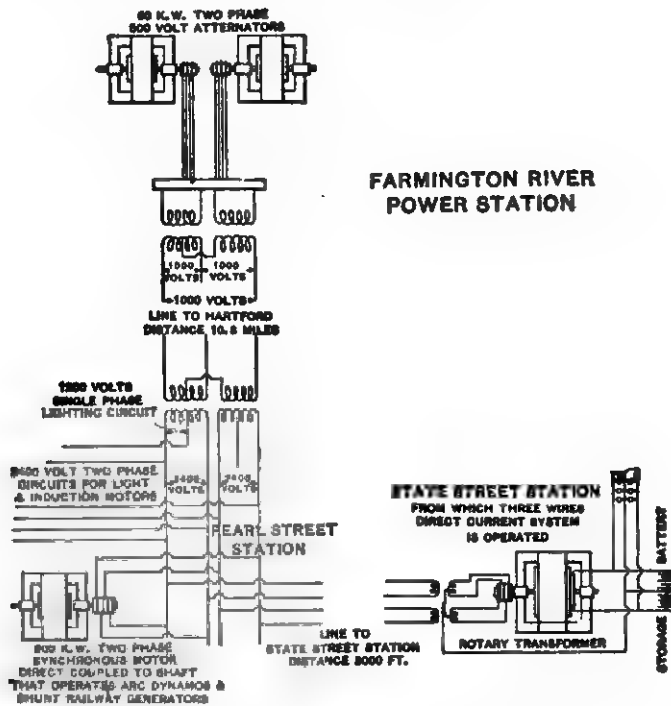 60 K.W. TWO PHASE
500 VOLT ATTERNATORS
FARMINGTON RIVER
POWER STATION
1000 1000
VOLTS VOLTS
1000 VOLTS
LINE TO HARTFORD
DISTANCE 10.8 MILES
1200 VOLTS
SINGLE PHASE
LIGHTING CIRCUIT
2400 VOLT TWO PHASE
CIRCUITS FOR LIGHT
& INDUCTION MOTORS
2400 2400
VOLTS VOLTS
PEARL STREET
STATION
STATE STREET STATION
FROM WHICH THREE WIRES
DIRECT CURRENT SYSTEM
IS OPERATED
STORAGE BATTERY
ROTARY TRANSFORMER
LINE TO
STATE STREET STATION
DISTANCE 3000 FT.
K.W. TWO PHASE
SYNCHRONOUS MOTOR
DIRECT COUPLED TO SHAFT
THAT OPERATES ARC DYNAMOS &
SHUNT RAILWAY GENERATORS